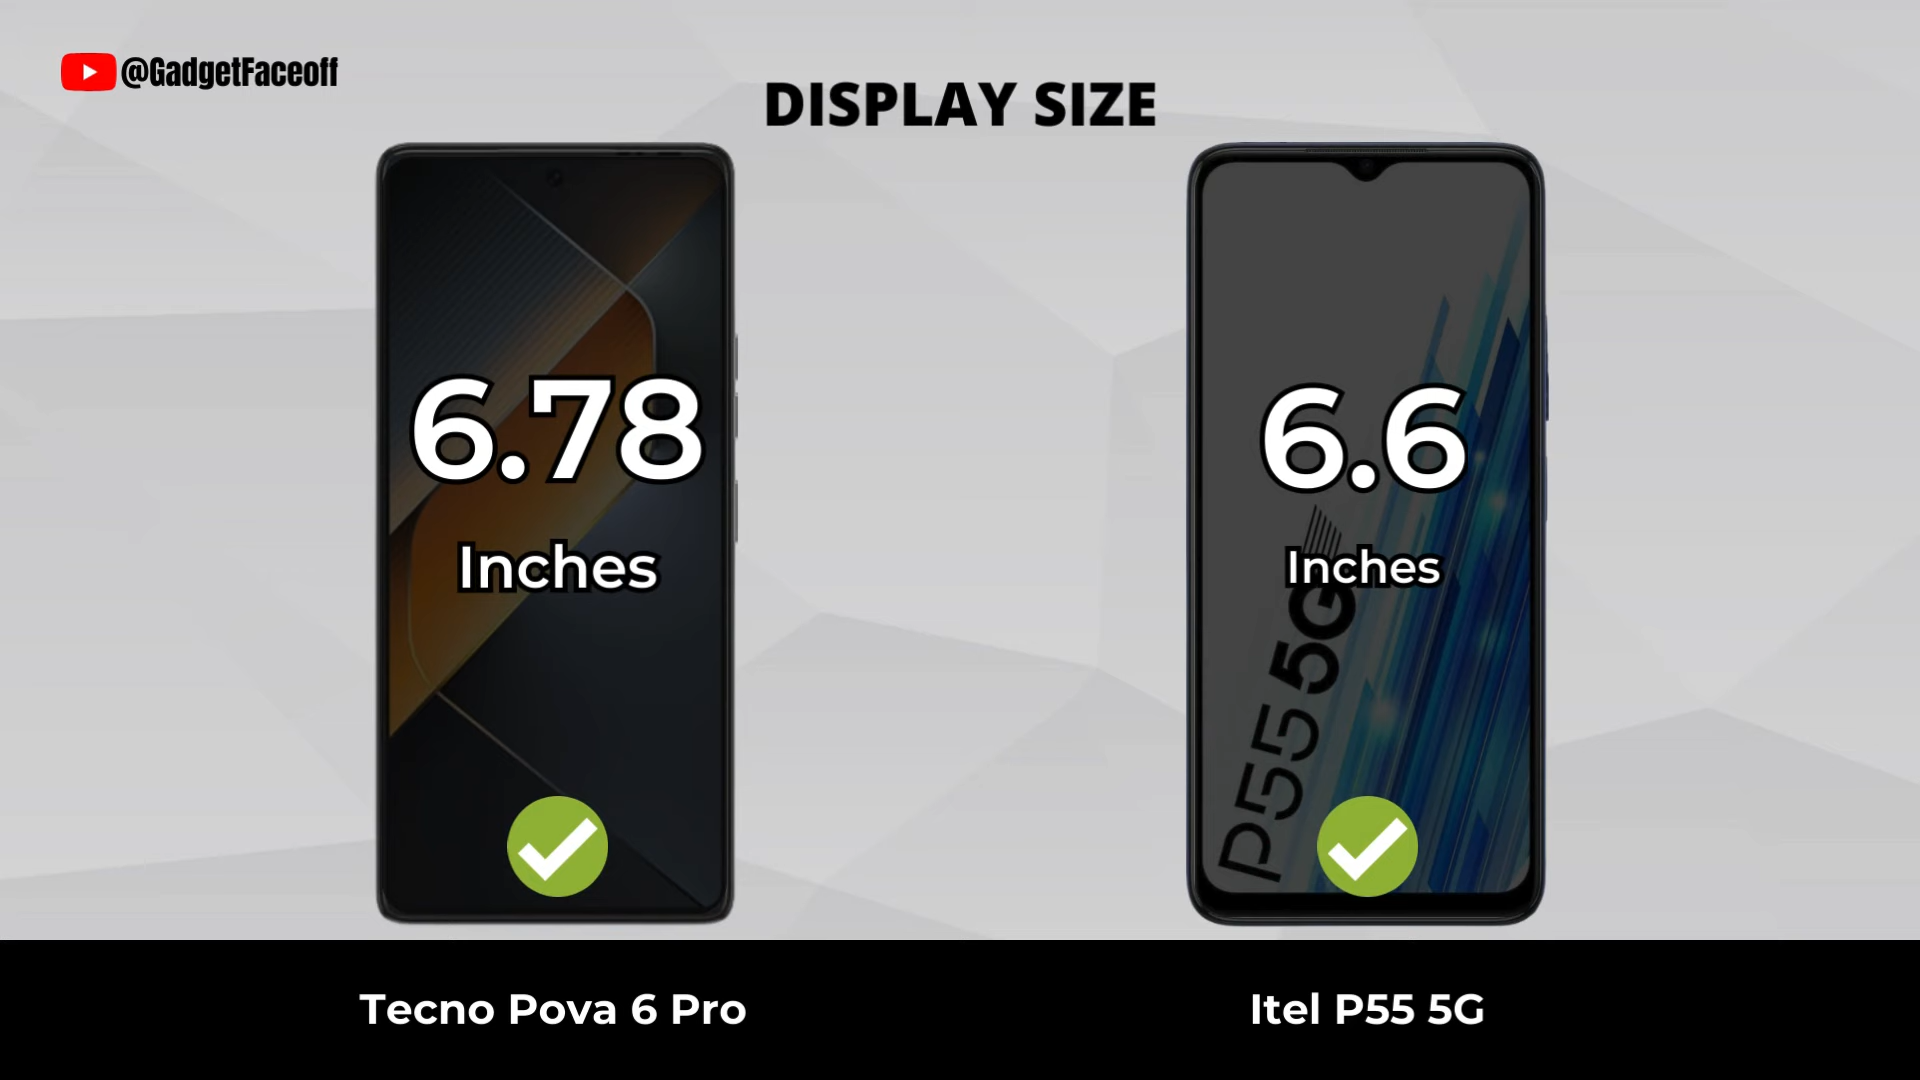 @GadgetFaceoff
DISPLAY SIZE
6.78
Inches
6.6
Inches
P55 5G
Tecno Pova 6 Pro
Itel P55 5G